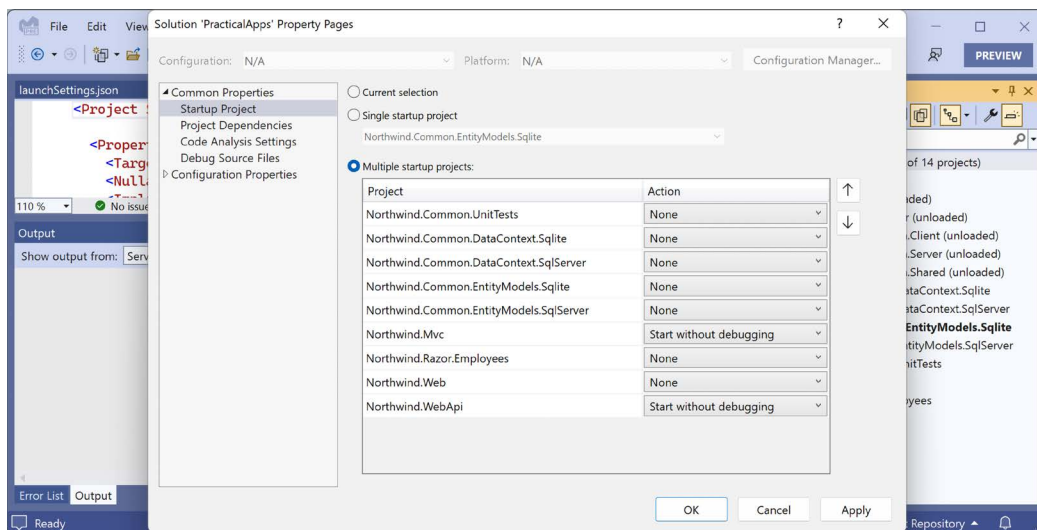 File Edit View
Solution 'PracticalApps' Property Pages ? ×
PREVIEW
Configuration: N/A Platform: N/A Configuration Manager...
launchSettings.json
<Project
<Proper
<Targ
<Null
110 % No issue
Output
Show output from: Serv
Error List Output
Ready
Common Properties
Startup Project
Project Dependencies
Code Analysis Settings
Debug Source Files
Configuration Properties
Current selection
Single startup project
Northwind.Common.EntityModels.Sqlite
Multiple startup projects:
Project Action
Northwind.Common.UnitTests None
Northwind.Common.DataContext.Sqlite None
Northwind.Common.DataContext.SqlServer None
Northwind.Common.EntityModels.Sqlite None
Northwind.Common.EntityModels.SqlServer None
Northwind.Mvc Start without debugging
Northwind.Razor.Employees None
Northwind.Web None
Northwind.WebApi Start without debugging
OK Cancel Apply
of 14 projects)
ded)
r (unloaded)
.Client (unloaded)
.Server (unloaded)
.Shared (unloaded)
ataContext.Sqlite
ataContext.SqlServer
EntityModels.Sqlite
ntityModels.SqlServer
nitTests
yees
Repository